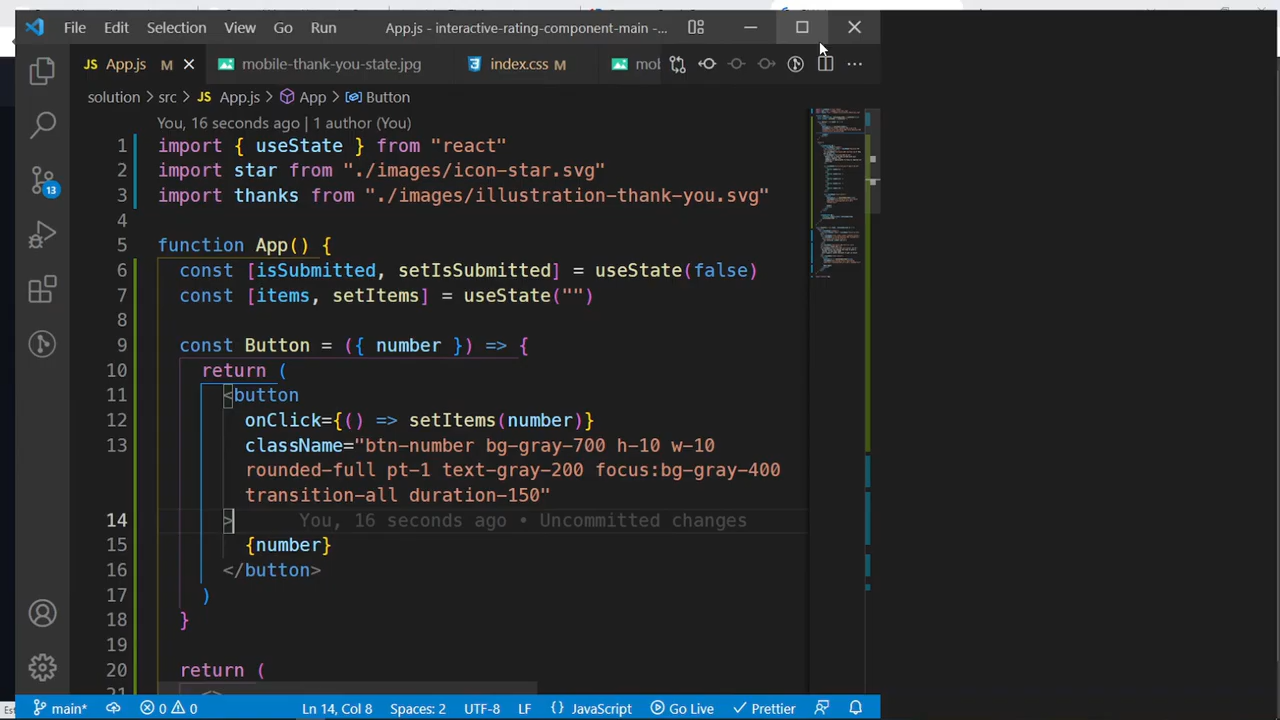 File Edit Selection View Go Run App.js - interactive-rating-component-main -...
JS App.js M mobile-thank-you-state.jpg index.css M mob
solution > src > JS App.js > App > Button
You, 16 seconds ago | 1 author (You)
1 import { useState } from "react"
2 import star from "./images/icon-star.svg"
3 import thanks from "./images/illustration-thank-you.svg"
4
5 function App() {
6 const [isSubmitted, setIsSubmitted] = useState(false)
7 const [items, setItems] = useState("")
8
9 const Button = ({ number }) => {
10 return (
11 <button
12 onClick={() => setItems(number)}
13 className="btn-number bg-gray-700 h-10 w-10
rounded-full pt-1 text-gray-200 focus:bg-gray-400
transition-all duration-150"
14 > You, 16 seconds ago • Uncommitted changes
15 {number}
16 </button>
17 )
18 }
19
20 return (
21 <>
13
main* 0 0 Ln 14, Col 8 Spaces: 2 UTF-8 LF {} JavaScript Go Live Prettier